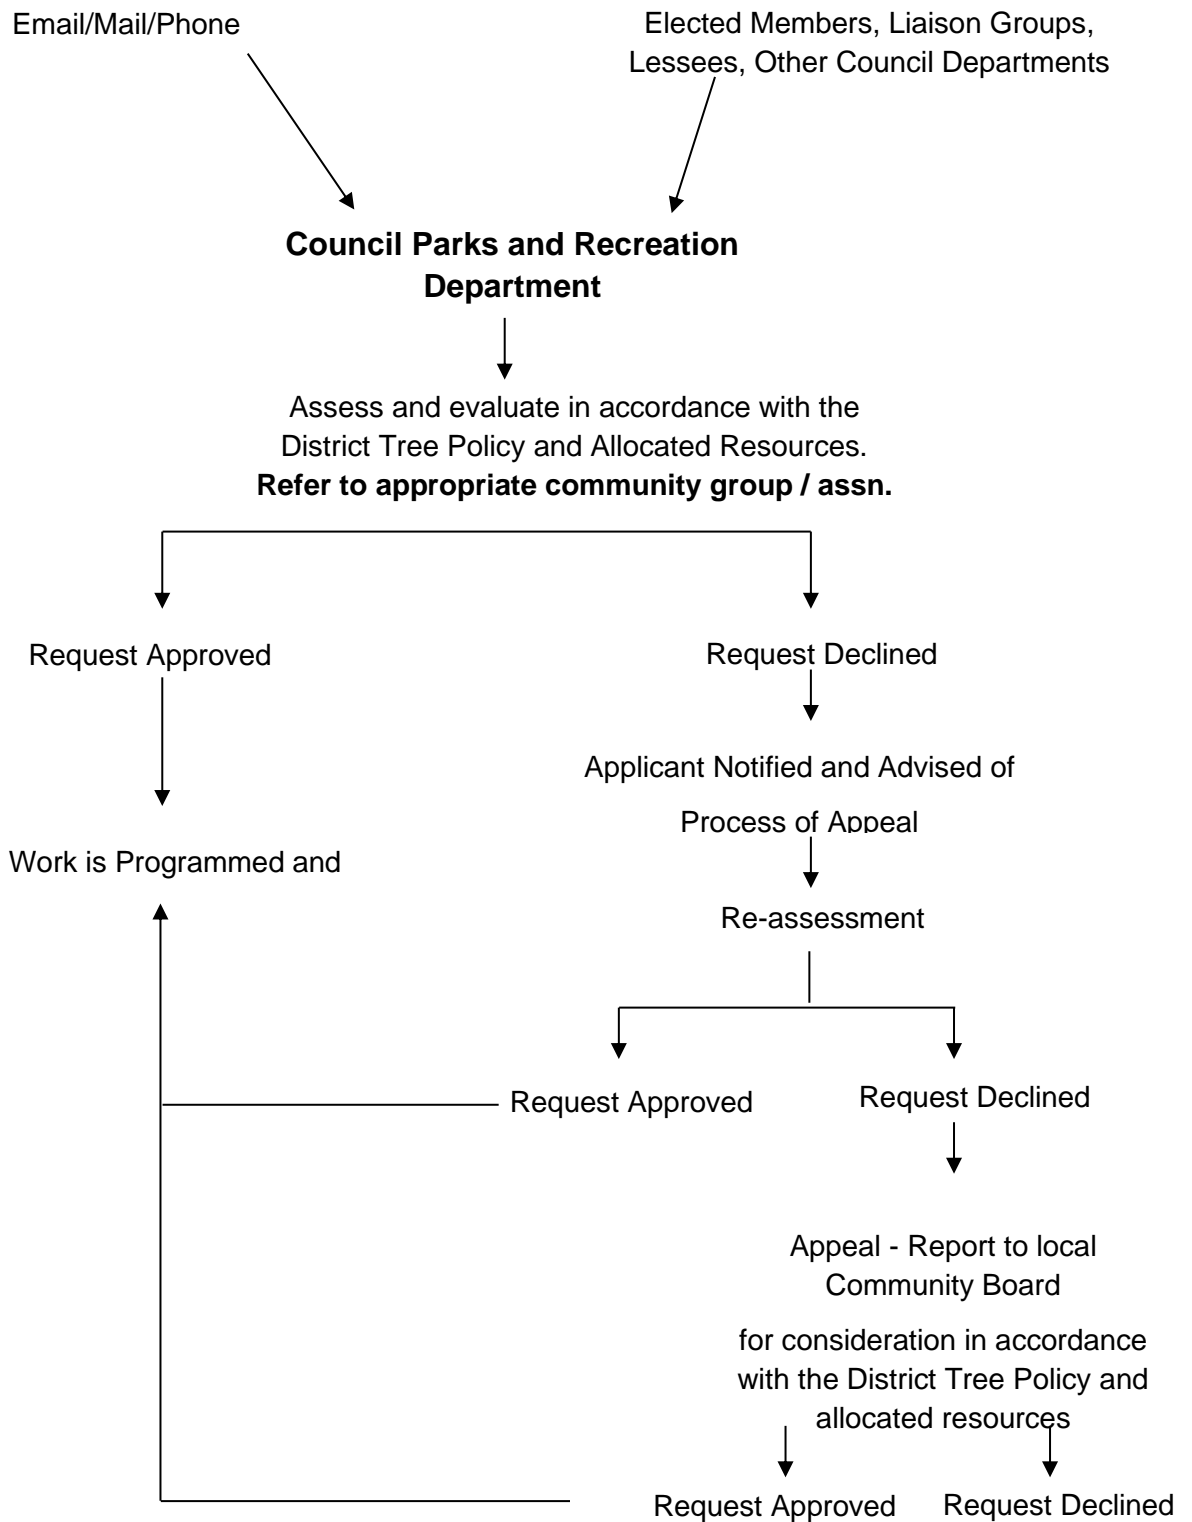 Email/Mail/Phone
Elected Members, Liaison Groups,
Lessees, Other Council Departments
Council Parks and Recreation
Department
Assess and evaluate in accordance with the
District Tree Policy and Allocated Resources.
Refer to appropriate community group / assn.
Request Approved
Request Declined
Applicant Notified and Advised of
Process of Appeal
Work is Programmed and
Re-assessment
Request Approved
Request Declined
Appeal - Report to local
Community Board
for consideration in accordance
with the District Tree Policy and
allocated resources
Request Approved
Request Declined